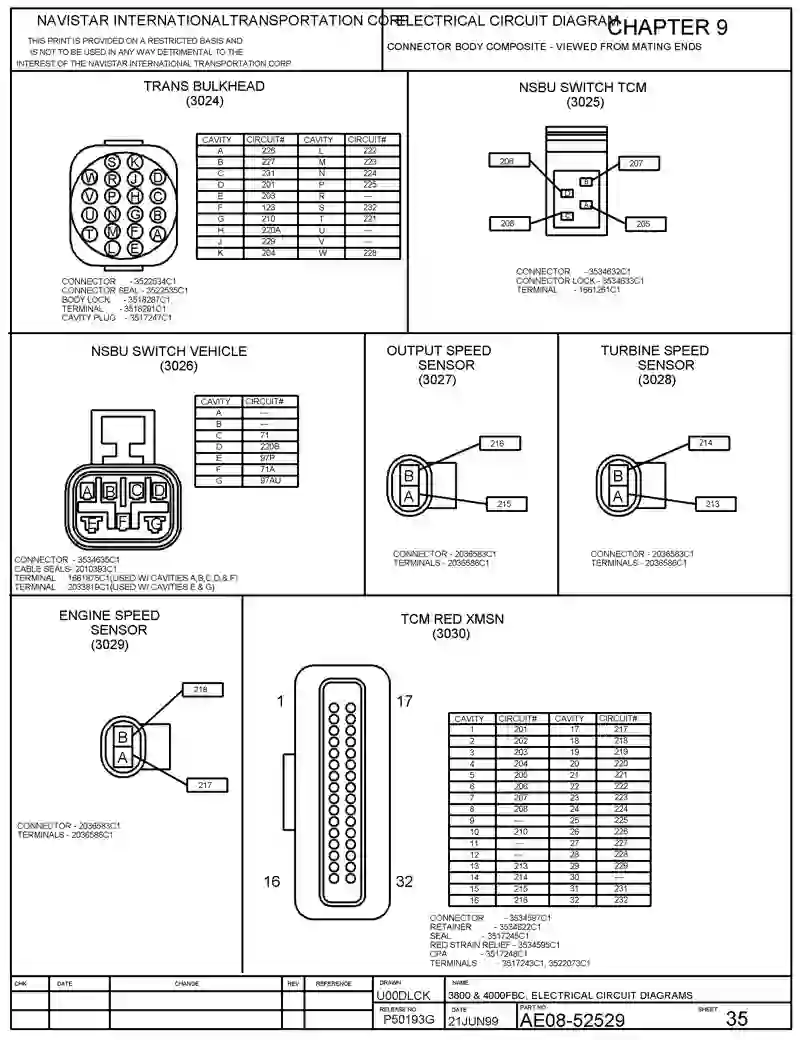 NAVISTAR INTERNATIONALTRANSPORTATION CORP.
ELECTRICAL CIRCUIT DIAGRAM
CHAPTER 9
THIS PRINT IS PROVIDED ON A RESTRICTED BASIS AND
IS NOT TO BE USED IN ANY WAY DETRIMENTAL TO THE
INTEREST OF THE NAVISTAR INTERNATIONAL TRANSPORTATION CORP
CONNECTOR BODY COMPOSITE - VIEWED FROM MATING ENDS
TRANS BULKHEAD
(3024)
S K
W R J D
V P H C
U N G B
T M F A
L E
CAVITY CIRCUIT# CAVITY CIRCUIT#
A 226 L 222
B 227 M 223
C 231 N 224
D 201 P 225
E 203 R —
F 123 S 232
G 210 T 221
H 220A U —
J 229 V —
K 204 W 228
CONNECTOR -3522634C1
CONNECTOR SEAL -3522535C1
BODY LOCK -3518287C1
TERMINAL -3518291C1
CAVITY PLUG -3517247C1
NSBU SWITCH TCM
(3025)
208
207
B
D
A
C
206
205
CONNECTOR -3534632C1
CONNECTOR LOCK -3534633C1
TERMINAL -1661261C1
NSBU SWITCH VEHICLE
(3026)
A B C D
E F G
CAVITY CIRCUIT#
A —
B —
C 71
D 220B
E 97P
F 71A
G 97AU
CONNECTOR - 3534635C1
CABLE SEALS- 2010393C1
TERMINAL 1661875C1(USED W/ CAVITIES A,B,C,D,& F)
TERMINAL 2033819C1(USED W/ CAVITIES E & G)
OUTPUT SPEED
SENSOR
(3027)
216
B
A
215
CONNECTOR - 2036583C1
TERMINALS - 2036586C1
TURBINE SPEED
SENSOR
(3028)
214
B
A
213
CONNECTOR - 2036583C1
TERMINALS - 2036586C1
ENGINE SPEED
SENSOR
(3029)
218
B
A
217
CONNECTOR - 2036583C1
TERMINALS - 2036586C1
TCM RED XMSN
(3030)
1 17
16 32
CAVITY CIRCUIT# CAVITY CIRCUIT#
1 201 17 217
2 202 18 218
3 203 19 219
4 204 20 220
5 205 21 221
6 206 22 222
7 207 23 223
8 208 24 224
9 — 25 225
10 210 26 226
11 — 27 227
12 — 28 228
13 213 29 229
14 214 30 —
15 215 31 231
16 216 32 232
CONNECTOR -3534597C1
RETAINER -3534622C1
SEAL -3517245C1
RED STRAIN RELIEF -3534595C1
CPA -3517248C1
TERMINALS -3517243C1, 3522073C1
CHK DATE CHANGE REV REFERENCE
DRAWN
U00DLCK
NAME
3800 & 4000FBC, ELECTRICAL CIRCUIT DIAGRAMS
RELEASE NO.
P50193G
DATE
21JUN99
PART NO.
AE08-52529
SHEET
35